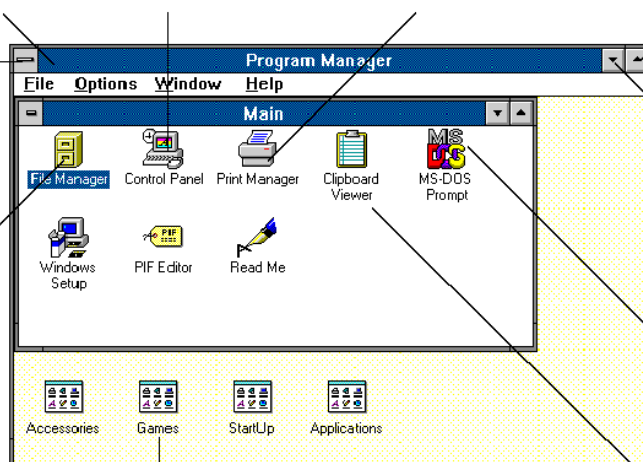 Program Manager
File Options Window Help
Main
File Manager Control Panel Print Manager Clipboard
Viewer MS-DOS
Prompt
MS
DOS
Windows
Setup PIF Editor Read Me
PIF
Accessories Games StartUp Applications